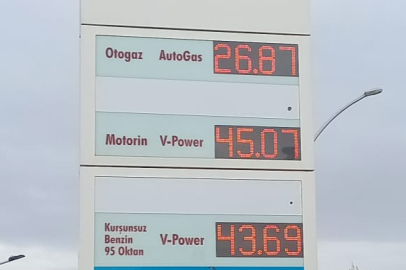 Otogaz AutoGas 26.87
Motorin V-Power 45.07
Kurşunsuz
Benzin V-Power 43.69
95 Oktan